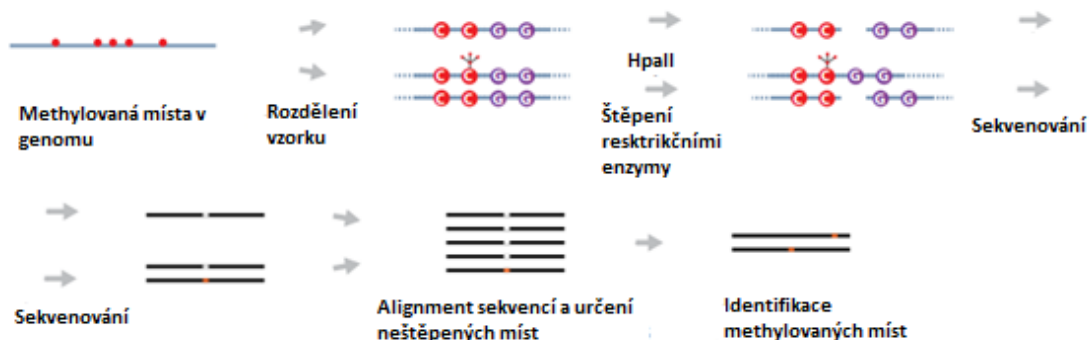 C C G G
HpaII
C C G G
C C G G
C C G G
C C G G
C C G G
Methylovaná místa v
genomu
Rozdělení
vzorku
Štěpení
resktrikčními
enzymy
Sekvenování
Sekvenování
Alignment sekvencí a určení
neštěpených míst
Identifikace
methylovaných míst